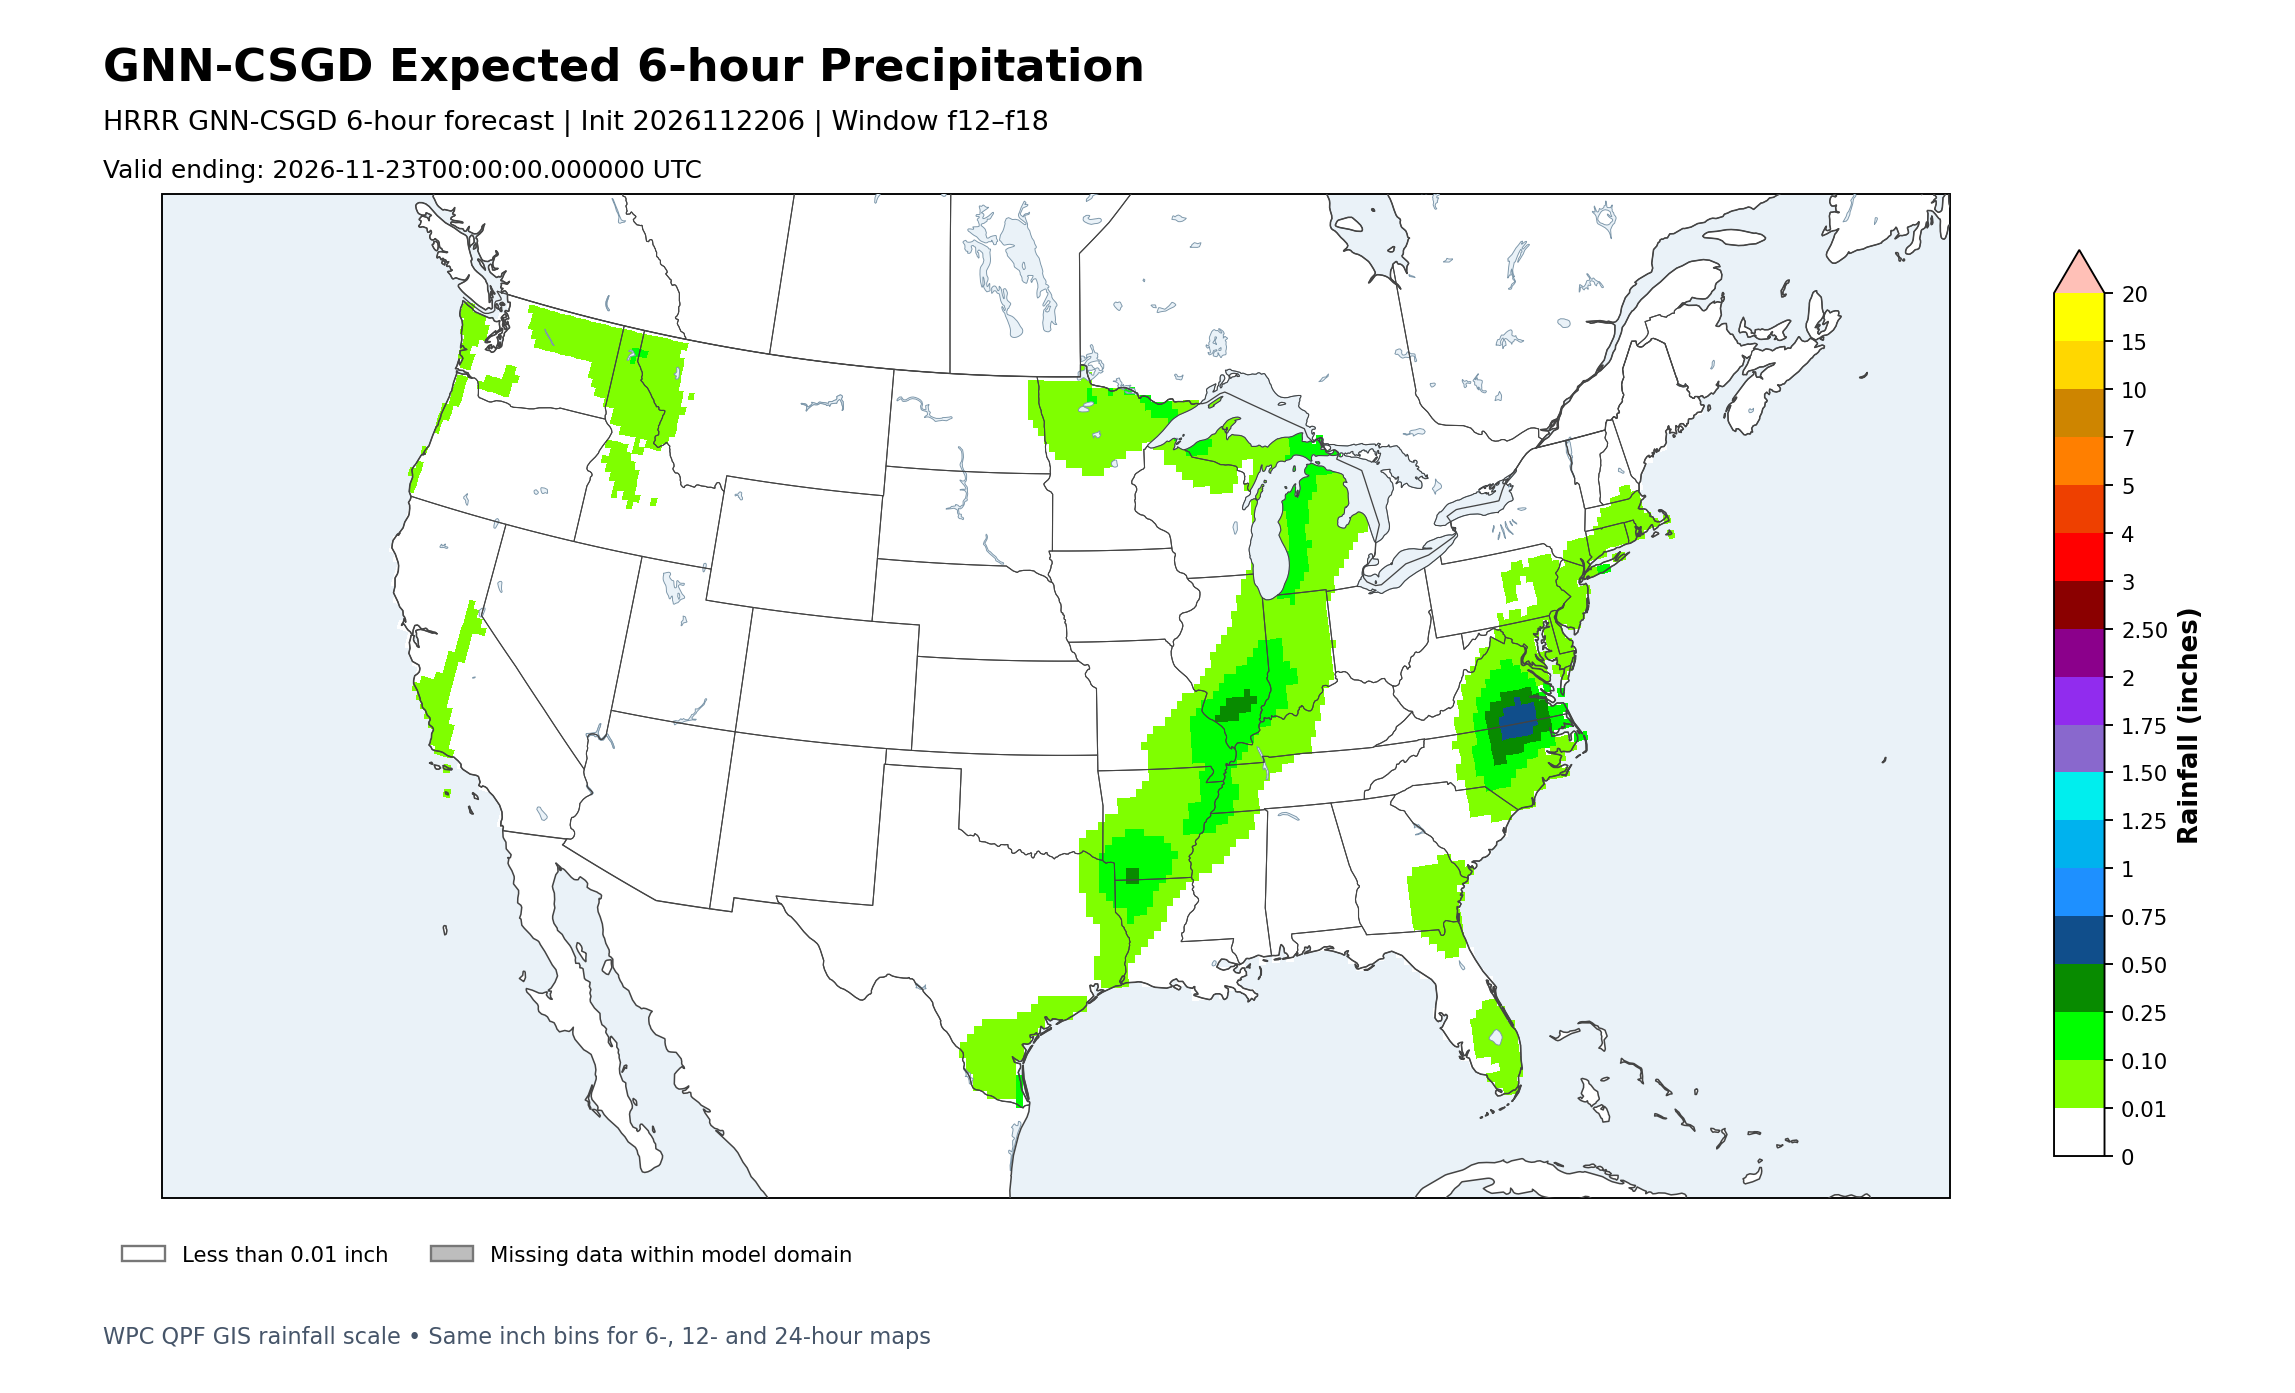 GNN-CSGD Expected 6-hour Precipitation
HRRR GNN-CSGD 6-hour forecast | Init 2026112206 | Window f12–f18
Valid ending: 2026-11-23T00:00:00.000000 UTC
20
15
10
7
5
4
3
2.50
2
1.75
1.50
1.25
1
0.75
0.50
0.25
0.10
0.01
0
Rainfall (inches)
Less than 0.01 inch
Missing data within model domain
WPC QPF GIS rainfall scale • Same inch bins for 6-, 12- and 24-hour maps